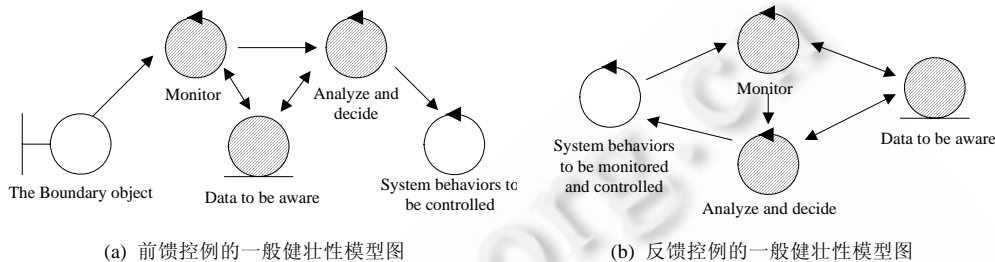 Monitor
Analyze and
decide
The Boundary object
Data to be aware
System behaviors to
be controlled
(a) 前馈控例的一般健壮性模型图
Monitor
System behaviors
to be monitored
and controlled
Data to be aware
Analyze and decide
(b) 反馈控例的一般健壮性模型图